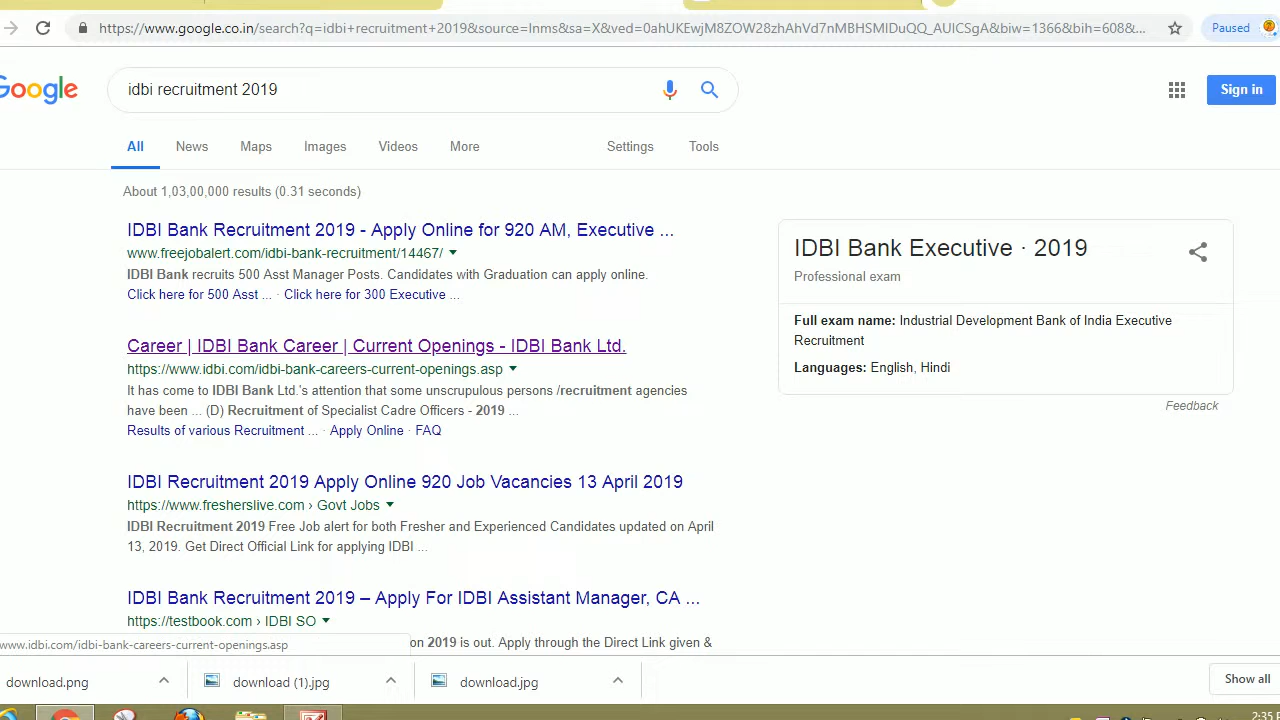 https://www.google.co.in/search?q=idbi+recruitment+2019&source=lnms&sa=X&ved=0ahUKEwjM8ZOW28zhAhVd7nMBHSMIDuQQ_AUICSgA&biw=1366&bih=608&...
Paused
Google
idbi recruitment 2019
Sign in
All News Maps Images Videos More Settings Tools
About 1,03,00,000 results (0.31 seconds)
IDBI Bank Recruitment 2019 - Apply Online for 920 AM, Executive ...
www.freejobalert.com/idbi-bank-recruitment/14467/
IDBI Bank recruits 500 Asst Manager Posts. Candidates with Graduation can apply online.
Click here for 500 Asst ... · Click here for 300 Executive ...
Career | IDBI Bank Career | Current Openings - IDBI Bank Ltd.
https://www.idbi.com/idbi-bank-careers-current-openings.asp
It has come to IDBI Bank Ltd.'s attention that some unscrupulous persons /recruitment agencies
have been ... (D) Recruitment of Specialist Cadre Officers - 2019 ...
Results of various Recruitment ... · Apply Online · FAQ
IDBI Recruitment 2019 Apply Online 920 Job Vacancies 13 April 2019
https://www.fresherslive.com › Govt Jobs
IDBI Recruitment 2019 Free Job alert for both Fresher and Experienced Candidates updated on April
13, 2019. Get Direct Official Link for applying IDBI ...
IDBI Bank Recruitment 2019 – Apply For IDBI Assistant Manager, CA ...
https://testbook.com › IDBI SO
on 2019 is out. Apply through the Direct Link given &
IDBI Bank Executive · 2019
Professional exam
Full exam name: Industrial Development Bank of India Executive
Recruitment
Languages: English, Hindi
Feedback
www.idbi.com/idbi-bank-careers-current-openings.asp
download.png
download (1).jpg
download.jpg
Show all
2:35